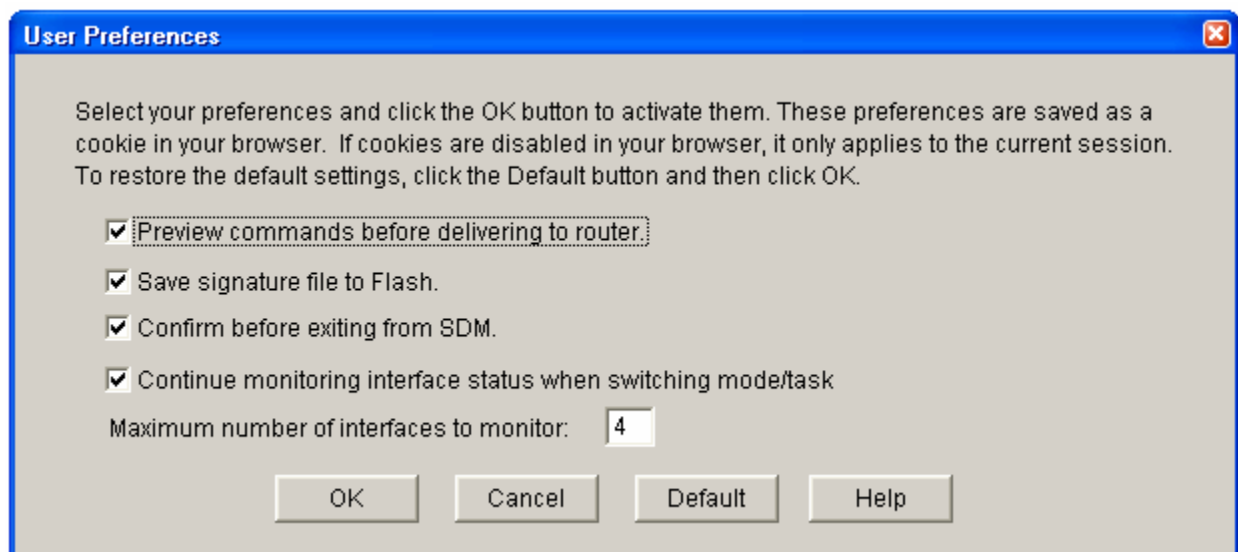 User Preferences
Select your preferences and click the OK button to activate them. These preferences are saved as a
cookie in your browser.  If cookies are disabled in your browser, it only applies to the current session.
To restore the default settings, click the Default button and then click OK.
Preview commands before delivering to router.
Save signature file to Flash.
Confirm before exiting from SDM.
Continue monitoring interface status when switching mode/task
Maximum number of interfaces to monitor: 4
OK Cancel Default Help